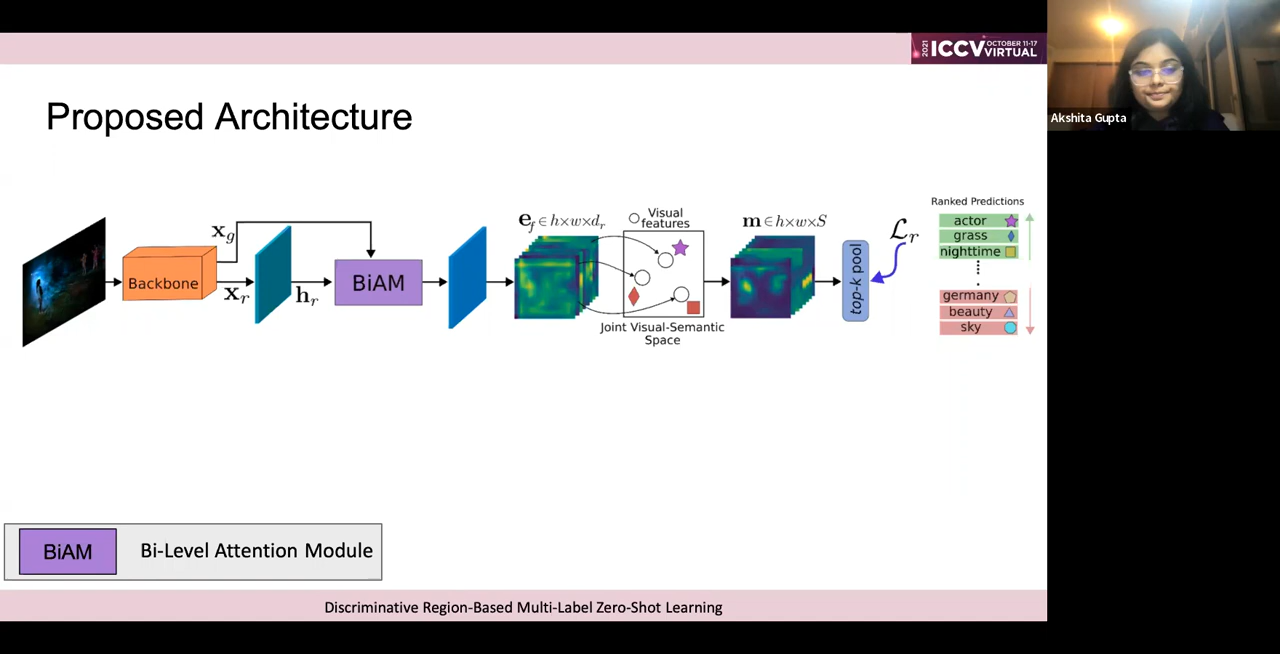 2021 ICCV OCTOBER 11-17 VIRTUAL
Akshita Gupta
Proposed Architecture
Backbone
x_g
x_r
h_r
BiAM
e_f ∈ h×w×d_r
Visual features
Joint Visual-Semantic
Space
m ∈ h×w×S
top-k pool
ℒ_r
Ranked Predictions
actor
grass
nighttime
germany
beauty
sky
BiAM
Bi-Level Attention Module
Discriminative Region-Based Multi-Label Zero-Shot Learning